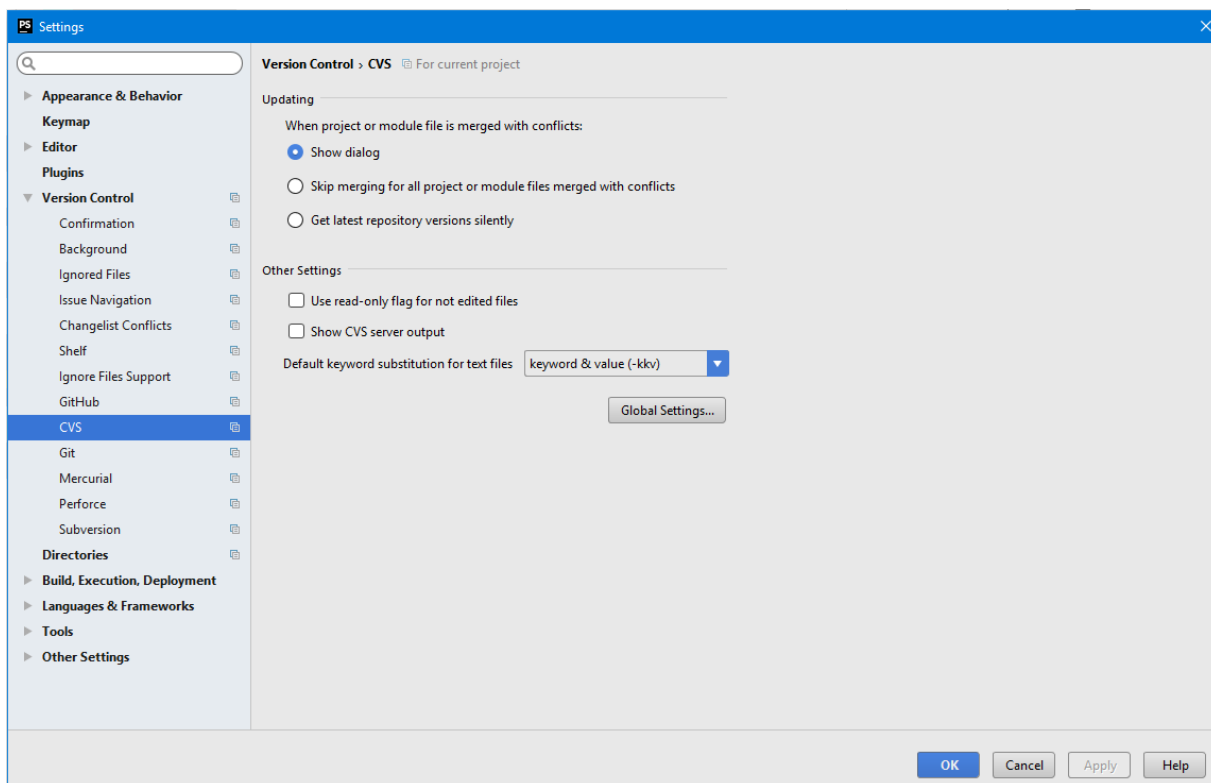 PS Settings
Version Control › CVS For current project
Appearance & Behavior
Keymap
Editor
Plugins
Version Control
Confirmation
Background
Ignored Files
Issue Navigation
Changelist Conflicts
Shelf
Ignore Files Support
GitHub
CVS
Git
Mercurial
Perforce
Subversion
Directories
Build, Execution, Deployment
Languages & Frameworks
Tools
Other Settings
Updating
When project or module file is merged with conflicts:
Show dialog
Skip merging for all project or module files merged with conflicts
Get latest repository versions silently
Other Settings
Use read-only flag for not edited files
Show CVS server output
Default keyword substitution for text files keyword & value (-kkv)
Global Settings...
OK Cancel Apply Help